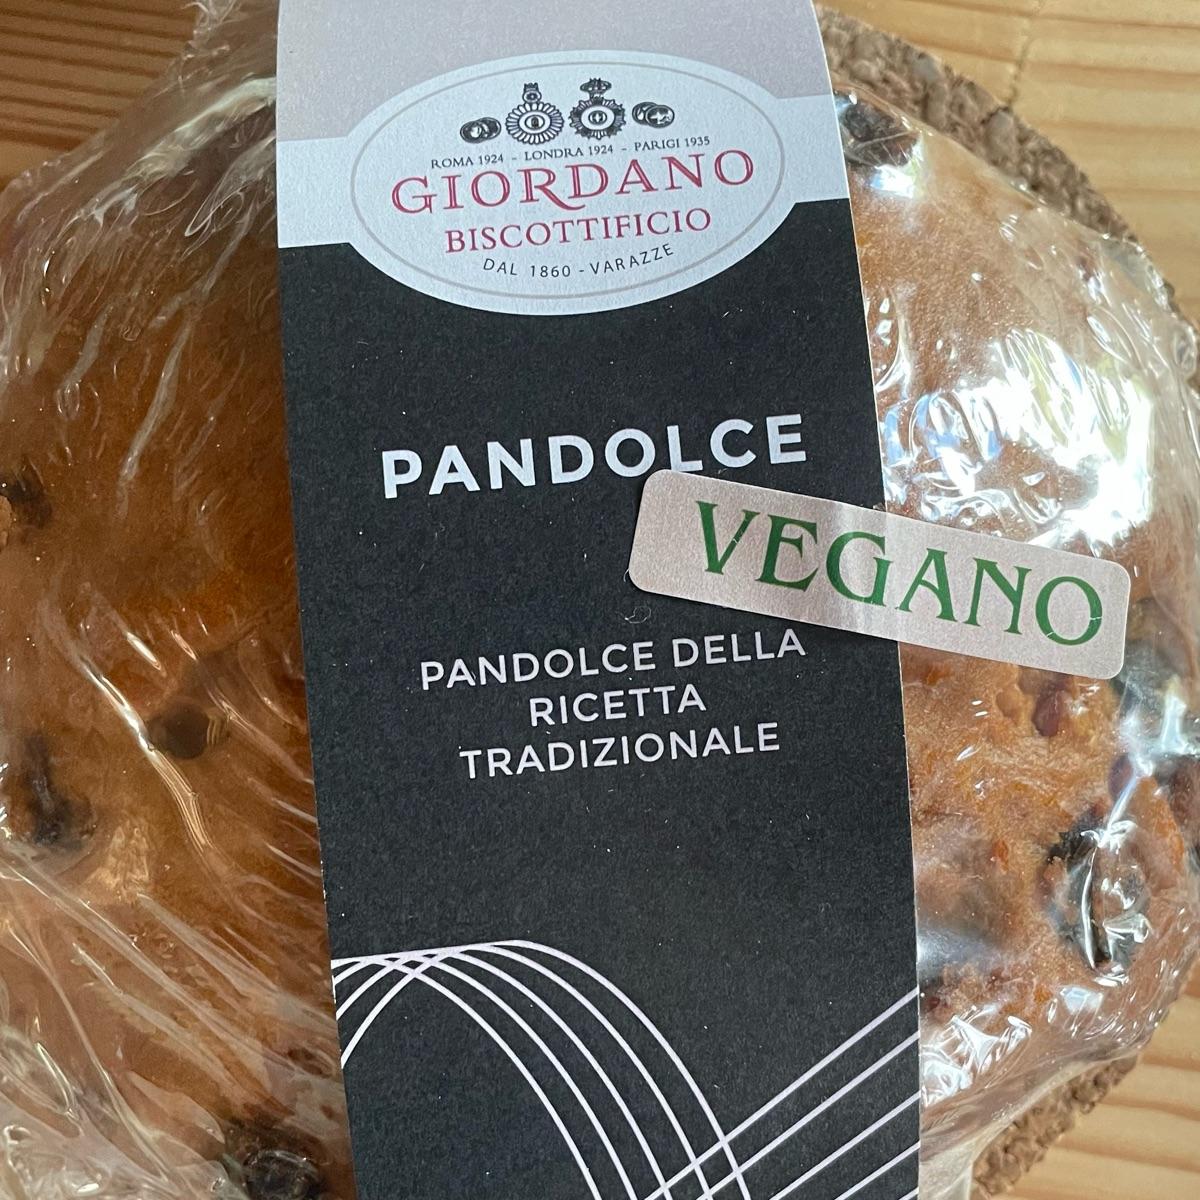 ROMA 1924 - LONDRA 1924 - PARIGI 1935
GIORDANO
BISCOTTIFICIO
DAL 1860 - VARAZZE
PANDOLCE
VEGANO
PANDOLCE DELLA
RICETTA
TRADIZIONALE